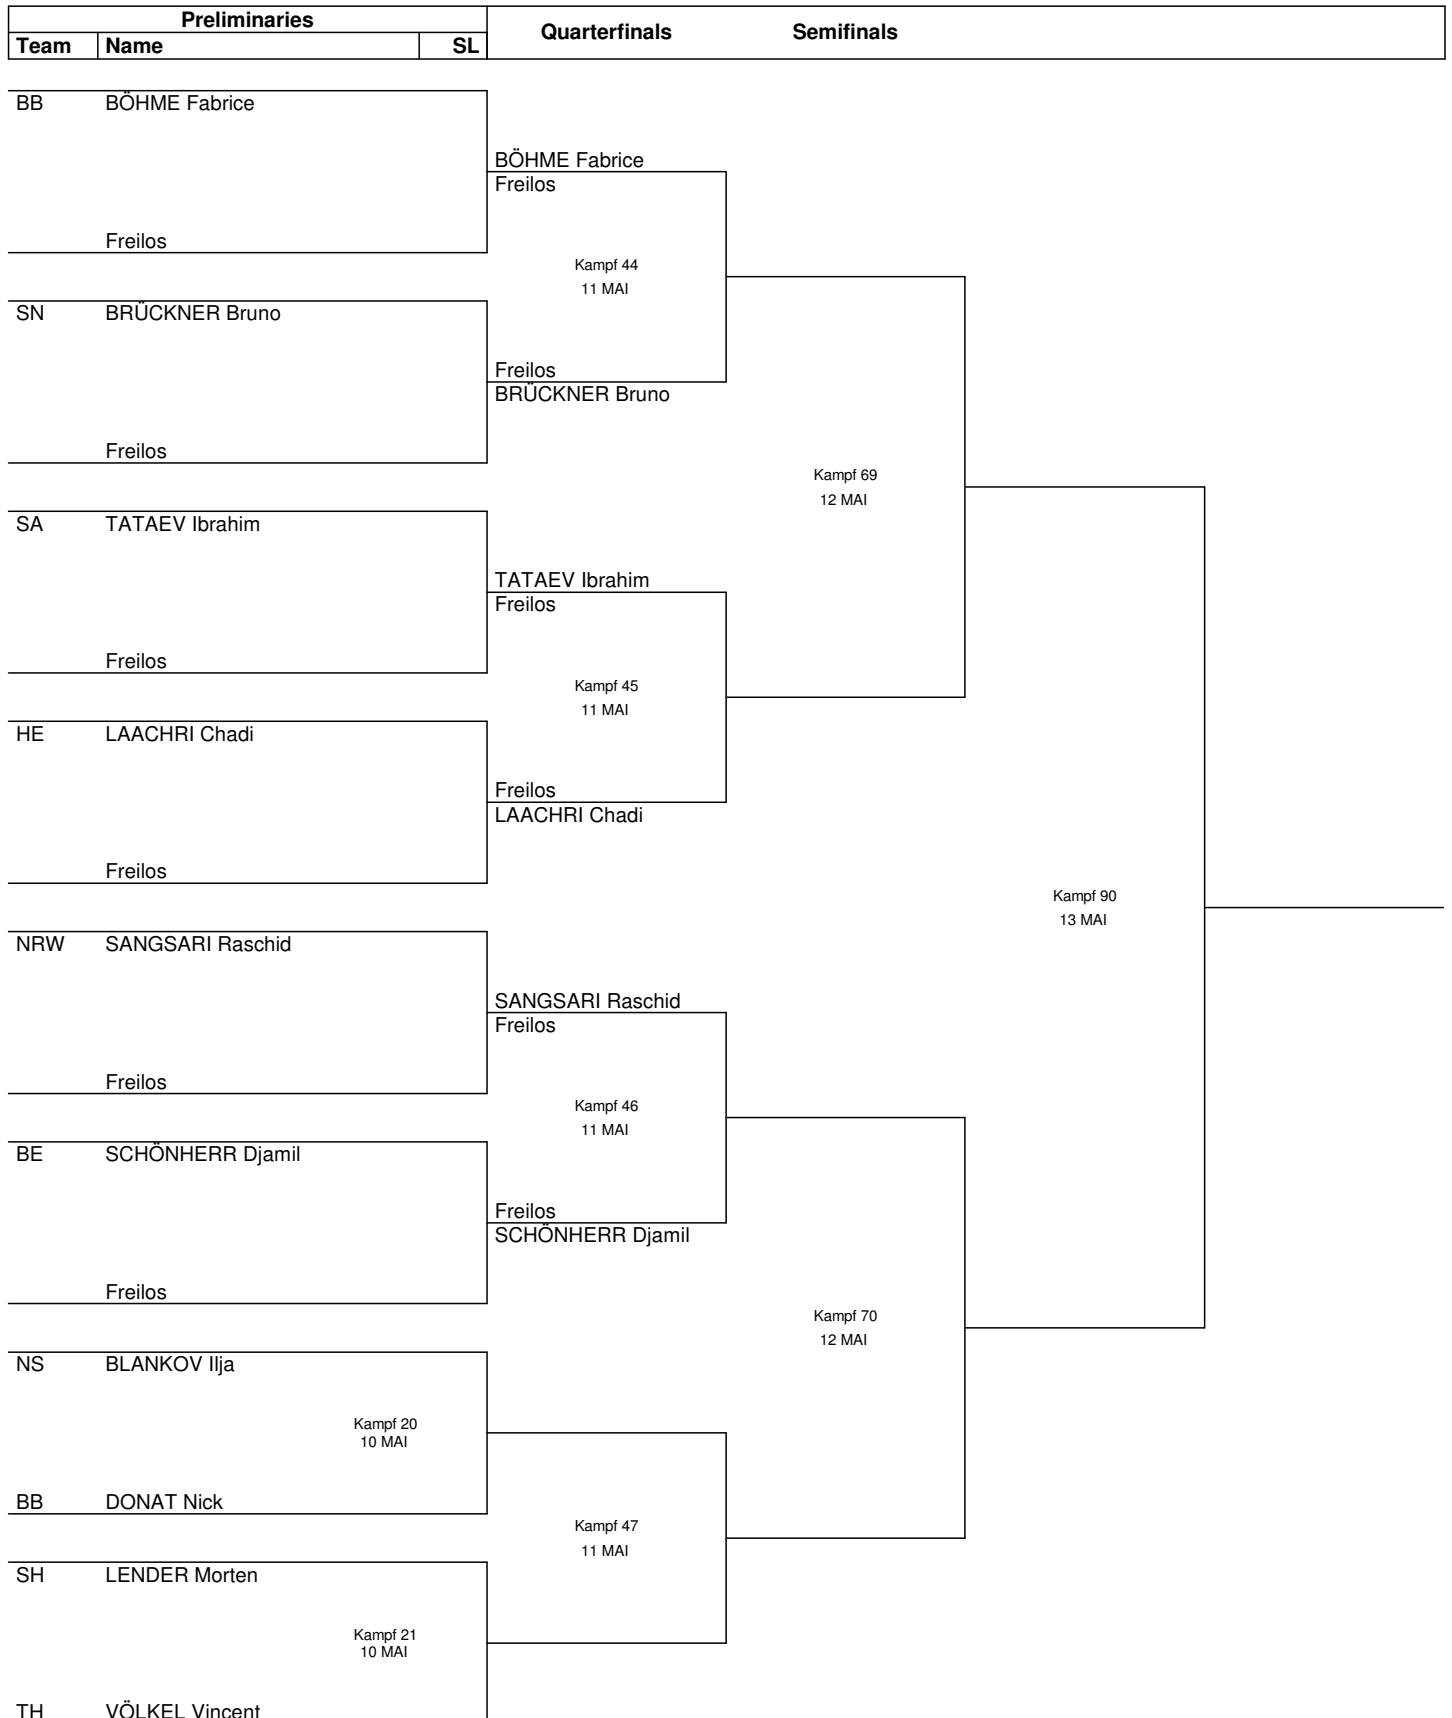 Preliminaries
Quarterfinals Semifinals
Team Name SL
BB BÖHME Fabrice
BÖHME Fabrice
Freilos
Freilos
Kampf 44
11 MAI
SN BRÜCKNER Bruno
Freilos
BRÜCKNER Bruno
Freilos
Kampf 69
12 MAI
SA TATAEV Ibrahim
TATAEV Ibrahim
Freilos
Freilos
Kampf 45
11 MAI
HE LAACHRI Chadi
Freilos
LAACHRI Chadi
Freilos
Kampf 90
13 MAI
NRW SANGSARI Raschid
SANGSARI Raschid
Freilos
Freilos
Kampf 46
11 MAI
BE SCHÖNHERR Djamil
Freilos
SCHÖNHERR Djamil
Freilos
Kampf 70
12 MAI
NS BLANKOV Ilja
Kampf 20
10 MAI
BB DONAT Nick
Kampf 47
11 MAI
SH LENDER Morten
Kampf 21
10 MAI
TH VÖLKEL Vincent